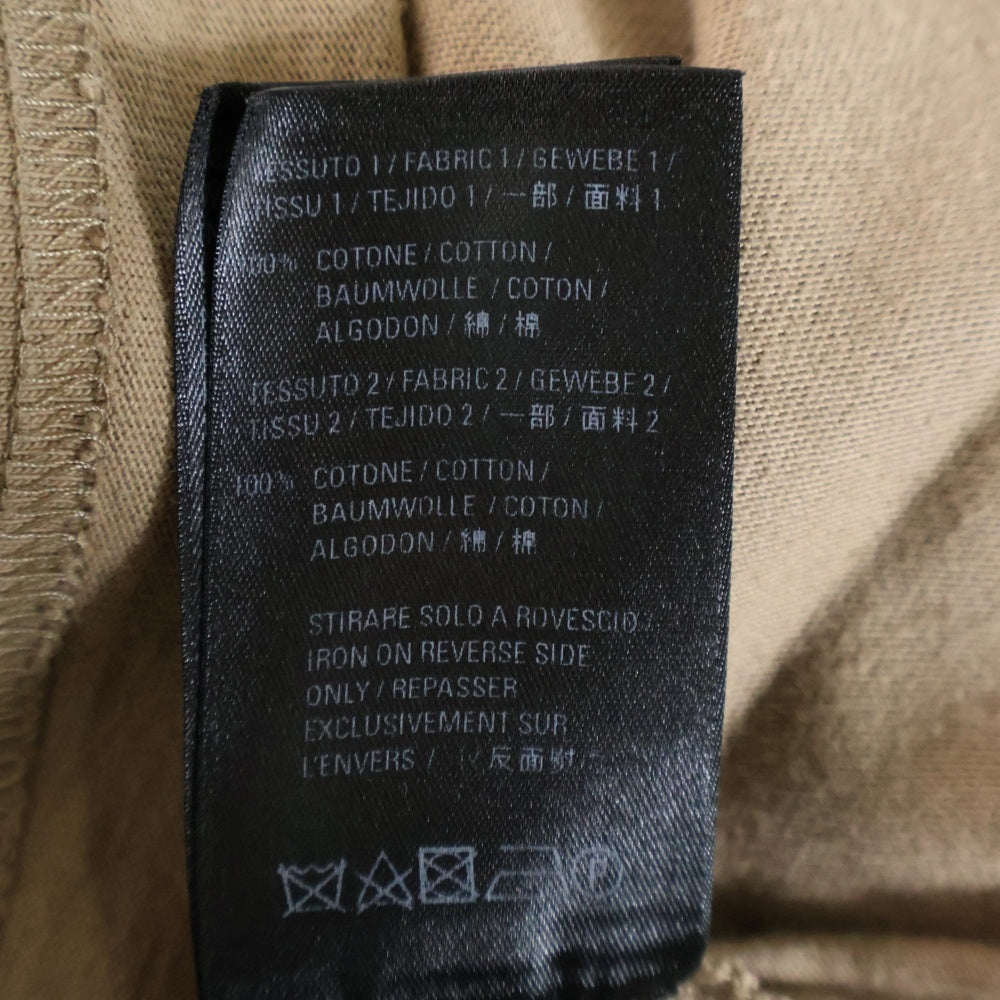 TESSUTO 1 / FABRIC 1 / GEWEBE 1 /
TISSU 1 / TEJIDO 1 / 一部 / 面料 1
100% COTONE / COTTON /
BAUMWOLLE / COTON /
ALGODON / 綿 / 棉
TESSUTO 2 / FABRIC 2 / GEWEBE 2 /
TISSU 2 / TEJIDO 2 / 一部 / 面料 2
100% COTONE / COTTON /
BAUMWOLLE / COTON /
ALGODON / 綿 / 棉
STIRARE SOLO A ROVESCIO /
IRON ON REVERSE SIDE
ONLY / REPASSER
EXCLUSIVEMENT SUR
L'ENVERS / 反面
P